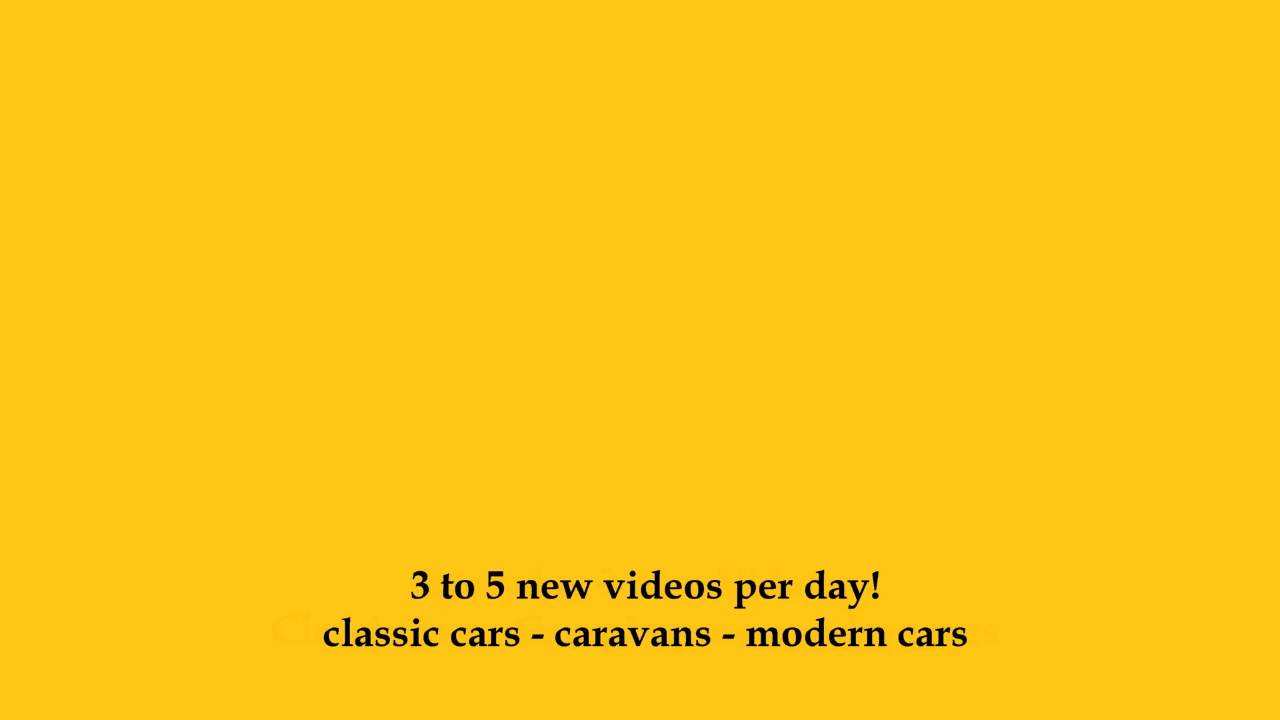 3 to 5 new videos per day!
classic cars - caravans - modern cars